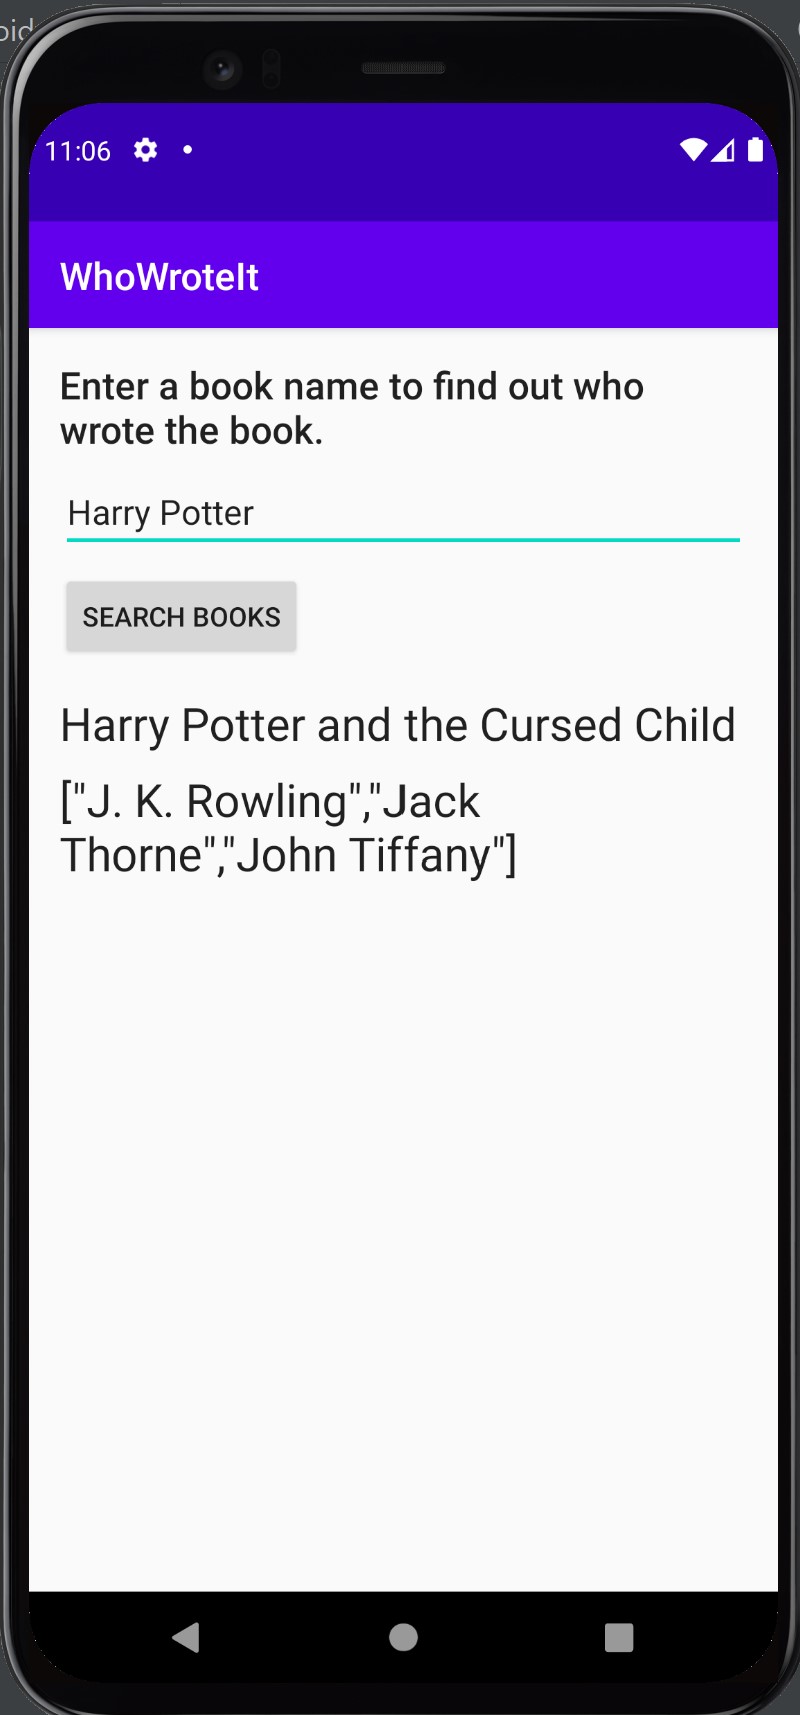 oid
11:06
WhoWroteIt
Enter a book name to find out who
wrote the book.
Harry Potter
SEARCH BOOKS
Harry Potter and the Cursed Child
["J. K. Rowling","Jack
Thorne","John Tiffany"]